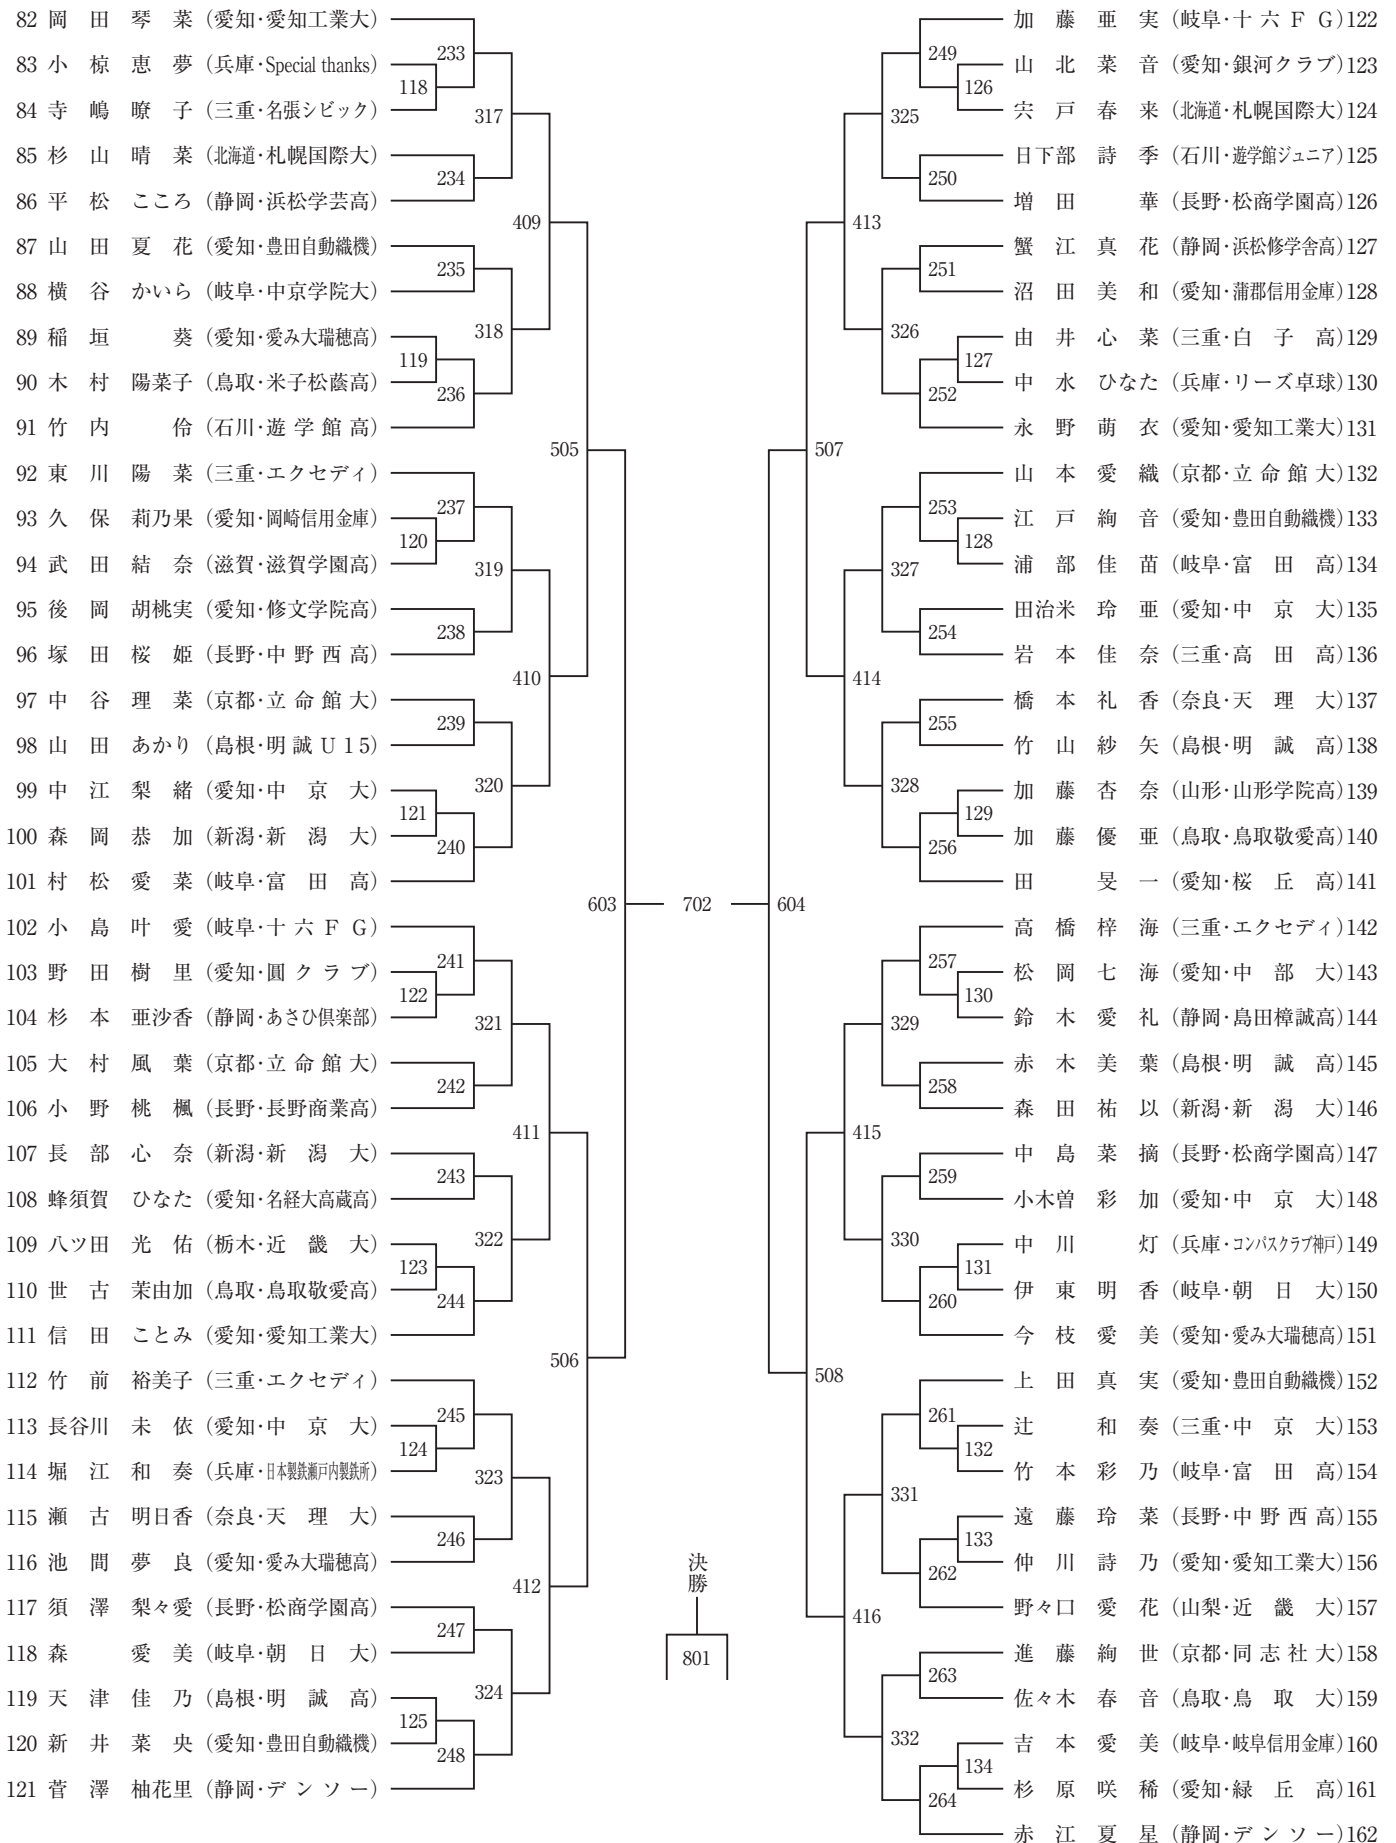 82 岡田琴菜 (愛知・愛知工業大)
83 小椋恵夢 (兵庫・Special thanks)
84 寺嶋暸子 (三重・名張シビック)
85 杉山晴菜 (北海道・札幌国際大)
86 平松こころ (静岡・浜松学芸高)
87 山田夏花 (愛知・豊田自動織機)
88 横谷かいら (岐阜・中京学院大)
89 稲垣葵 (愛知・愛み大瑞穂高)
90 木村陽菜子 (鳥取・米子松蔭高)
91 竹内伶 (石川・遊学館高)
92 東川陽菜 (三重・エクセディ)
93 久保莉乃果 (愛知・岡崎信用金庫)
94 武田結奈 (滋賀・滋賀学園高)
95 後岡胡桃実 (愛知・修文学院高)
96 塚田桜姫 (長野・中野西高)
97 中谷理菜 (京都・立命館大)
98 山田あかり (島根・明誠U15)
99 中江梨緒 (愛知・中京大)
100 森岡恭加 (新潟・新潟大)
101 村松愛菜 (岐阜・富田高)
102 小島叶愛 (岐阜・十六FG)
103 野田樹里 (愛知・圓クラブ)
104 杉本亜沙香 (静岡・あさひ倶楽部)
105 大村風葉 (京都・立命館大)
106 小野桃楓 (長野・長野商業高)
107 長部心奈 (新潟・新潟大)
108 蜂須賀ひなた (愛知・名経大高蔵高)
109 八ツ田光佑 (栃木・近畿大)
110 世古茉由加 (鳥取・鳥取敬愛高)
111 信田ことみ (愛知・愛知工業大)
112 竹前裕美子 (三重・エクセディ)
113 長谷川未依 (愛知・中京大)
114 堀江和奏 (兵庫・日本製鉄瀬戸内製鉄所)
115 瀬古明日香 (奈良・天理大)
116 池間夢良 (愛知・愛み大瑞穂高)
117 須澤梨々愛 (長野・松商学園高)
118 森愛美 (岐阜・朝日大)
119 天津佳乃 (島根・明誠高)
120 新井菜央 (愛知・豊田自動織機)
121 菅澤柚花里 (静岡・デンソー)
233
118
317
234
409
235
318
119
236
505
237
120
319
238
410
239
320
121
240
603
241
122
321
242
411
243
322
123
244
506
245
124
323
246
412
247
324
125
248
702
決勝
801
加藤亜実 (岐阜・十六FG) 122
山北菜音 (愛知・銀河クラブ) 123
宍戸春来 (北海道・札幌国際大) 124
日下部詩季 (石川・遊学館ジュニア) 125
増田華 (長野・松商学園高) 126
蟹江真花 (静岡・浜松修学舎高) 127
沼田美和 (愛知・蒲郡信用金庫) 128
由井心菜 (三重・白子高) 129
中水ひなた (兵庫・リーズ卓球) 130
永野萌衣 (愛知・愛知工業大) 131
山本愛織 (京都・立命館大) 132
江戸絢音 (愛知・豊田自動織機) 133
浦部佳苗 (岐阜・富田高) 134
田治米玲亜 (愛知・中京大) 135
岩本佳奈 (三重・高田高) 136
橋本礼香 (奈良・天理大) 137
竹山紗矢 (島根・明誠高) 138
加藤杏奈 (山形・山形学院高) 139
加藤優亜 (鳥取・鳥取敬愛高) 140
田旻一 (愛知・桜丘高) 141
高橋梓海 (三重・エクセディ) 142
松岡七海 (愛知・中部大) 143
鈴木愛礼 (静岡・島田樟誠高) 144
赤木美葉 (島根・明誠高) 145
森田祐以 (新潟・新潟大) 146
中島菜摘 (長野・松商学園高) 147
小木曽彩加 (愛知・中京大) 148
中川灯 (兵庫・コンパスクラブ神戸) 149
伊東明香 (岐阜・朝日大) 150
今枝愛美 (愛知・愛み大瑞穂高) 151
上田真実 (愛知・豊田自動織機) 152
辻和奏 (三重・中京大) 153
竹本彩乃 (岐阜・富田高) 154
遠藤玲菜 (長野・中野西高) 155
仲川詩乃 (愛知・愛知工業大) 156
野々口愛花 (山梨・近畿大) 157
進藤絢世 (京都・同志社大) 158
佐々木春音 (鳥取・鳥取大) 159
吉本愛美 (岐阜・岐阜信用金庫) 160
杉原咲稀 (愛知・緑丘高) 161
赤江夏星 (静岡・デンソー) 162
249
126
325
250
413
251
326
127
252
507
253
128
327
254
414
255
328
129
256
604
257
130
329
258
415
259
330
131
260
508
261
132
331
133
262
416
263
332
134
264